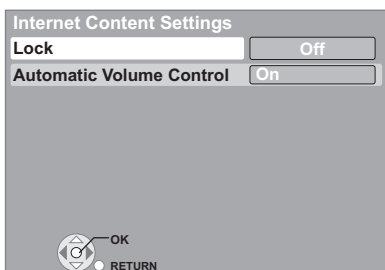 Internet Content Settings
Lock Off
Automatic Volume Control On
OK
RETURN